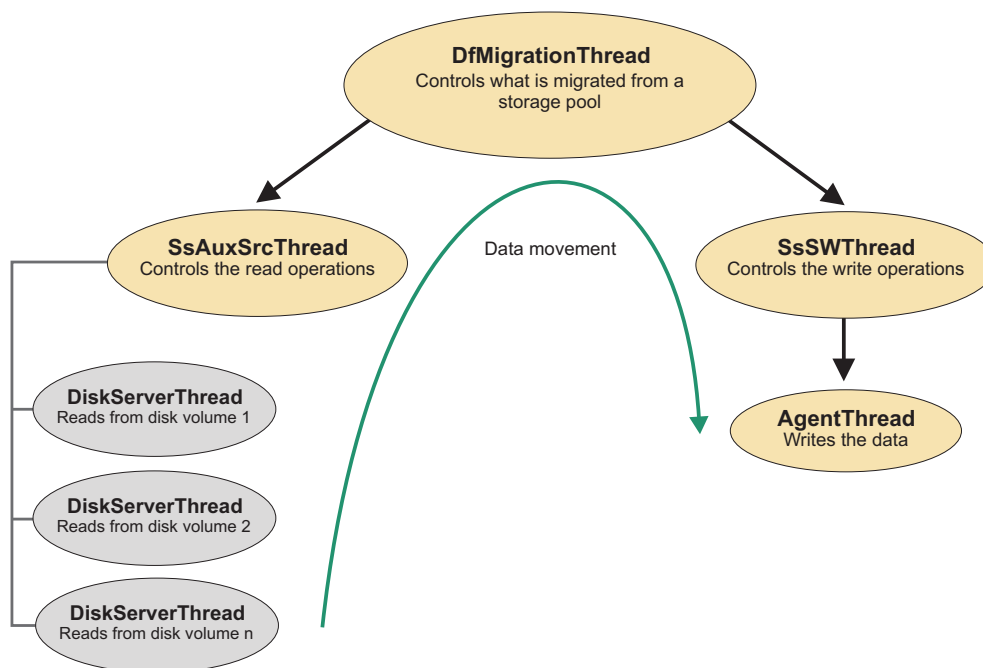 DfMigrationThread
Controls what is migrated from a
storage pool
SsAuxSrcThread
Controls the read operations
Data movement
SsSWThread
Controls the write operations
DiskServerThread
Reads from disk volume 1
AgentThread
Writes the data
DiskServerThread
Reads from disk volume 2
DiskServerThread
Reads from disk volume n